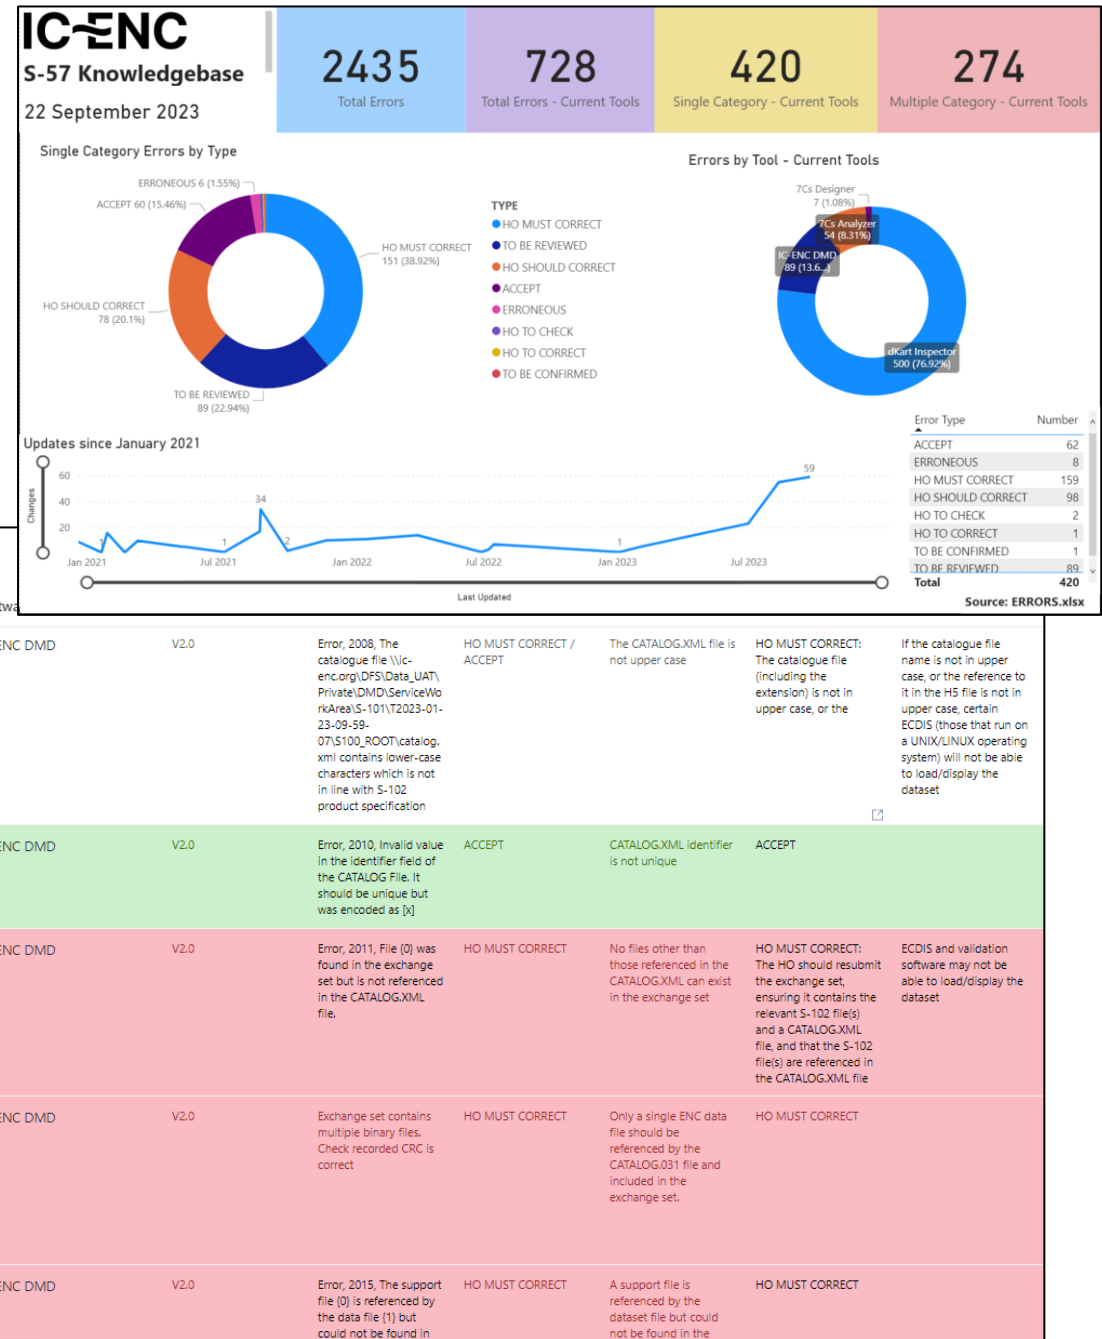 IC-ENC
S-57 Knowledgebase
22 September 2023
2435
Total Errors
728
Total Errors - Current Tools
420
Single Category - Current Tools
274
Multiple Category - Current Tools
Single Category Errors by Type
ERRONEOUS 6 (1.55%)
ACCEPT 60 (15.46%)
HO MUST CORRECT
151 (38.92%)
HO SHOULD CORRECT
78 (20.1%)
TO BE REVIEWED
89 (22.94%)
TYPE
HO MUST CORRECT
TO BE REVIEWED
HO SHOULD CORRECT
ACCEPT
ERRONEOUS
HO TO CHECK
HO TO CORRECT
TO BE CONFIRMED
Errors by Tool - Current Tools
7Cs Designer
7 (1.08%)
7Cs Analyzer
54 (8.31%)
IC-ENC DMD
89 (13.6...)
dKart Inspector
500 (76.92%)
Updates since January 2021
Changes
60
40
20
1
34
1
2
1
59
Jan 2021
Jul 2021
Jan 2022
Jul 2022
Jan 2023
Jul 2023
Last Updated
Error Type Number
ACCEPT 62
ERRONEOUS 8
HO MUST CORRECT 159
HO SHOULD CORRECT 98
HO TO CHECK 2
HO TO CORRECT 1
TO BE CONFIRMED 1
TO BE REVIEWED 89
Total 420
Source: ERRORS.xlsx
twa
ENC DMD
V2.0
Error, 2008, The
catalogue file \\ic-
enc.org\DFS\Data_UAT\
Private\DMD\ServiceWo
rkArea\S-101\T2023-01-
23-09-59-
07\S100_ROOT\catalog.
xml contains lower-case
characters which is not
in line with S-102
product specification
HO MUST CORRECT /
ACCEPT
The CATALOG.XML file is
not upper case
HO MUST CORRECT:
The catalogue file
(including the
extension) is not in
upper case, or the
If the catalogue file
name is not in upper
case, or the reference to
it in the H5 file is not in
upper case, certain
ECDIS (those that run on
a UNIX/LINUX operating
system) will not be able
to load/display the
dataset
ENC DMD
V2.0
Error, 2010, Invalid value
in the identifier field of
the CATALOG File. It
should be unique but
was encoded as [x]
ACCEPT
CATALOG.XML identifier
is not unique
ACCEPT
ENC DMD
V2.0
Error, 2011, File {0} was
found in the exchange
set but is not referenced
in the CATALOG.XML
file.
HO MUST CORRECT
No files other than
those referenced in the
CATALOG.XML can exist
in the exchange set
HO MUST CORRECT:
The HO should resubmit
the exchange set,
ensuring it contains the
relevant S-102 file(s)
and a CATALOG.XML
file, and that the S-102
file(s) are referenced in
the CATALOG.XML file
ECDIS and validation
software may not be
able to load/display the
dataset
ENC DMD
V2.0
Exchange set contains
multiple binary files.
Check recorded CRC is
correct
HO MUST CORRECT
Only a single ENC data
file should be
referenced by the
CATALOG.031 file and
included in the
exchange set.
HO MUST CORRECT
ENC DMD
V2.0
Error, 2015, The support
file {0} is referenced by
the data file {1} but
could not be found in
HO MUST CORRECT
A support file is
referenced by the
dataset file but could
not be found in the
HO MUST CORRECT